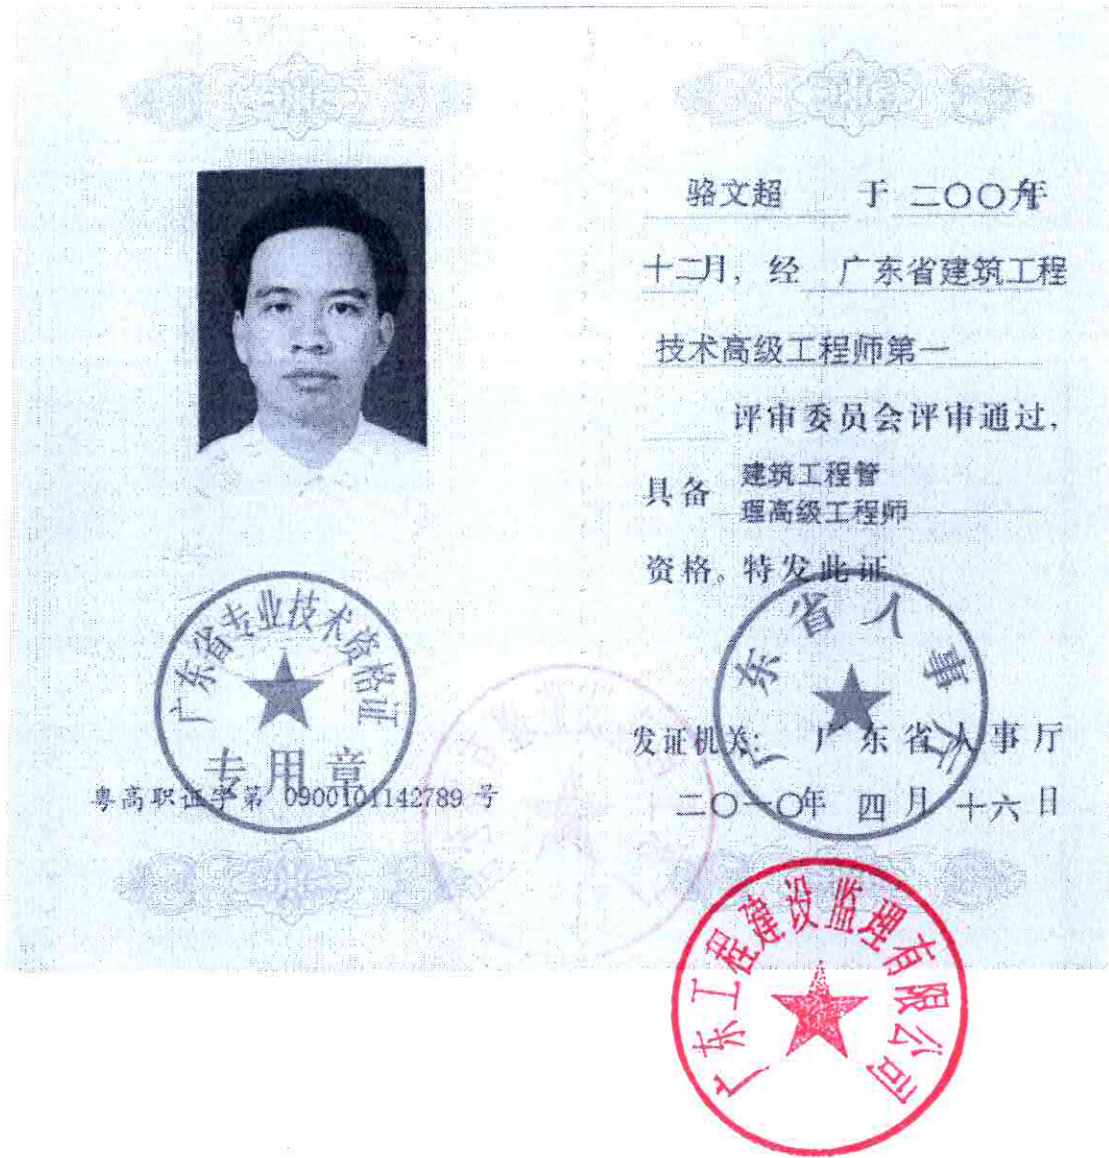 骆文超 于 二〇〇九年
十二月，经 广东省建筑工程
技术高级工程师第一
评审委员会评审通过，
具备 建筑工程管
理高级工程师
资格。特发此证
广东省专业技术资格证
专用章
粤高职证字第 0900101142789 号
广东省人事厅
发证机关： 广东省人事厅
二〇一〇年 四月十六日
广东工程建设监理有限公司